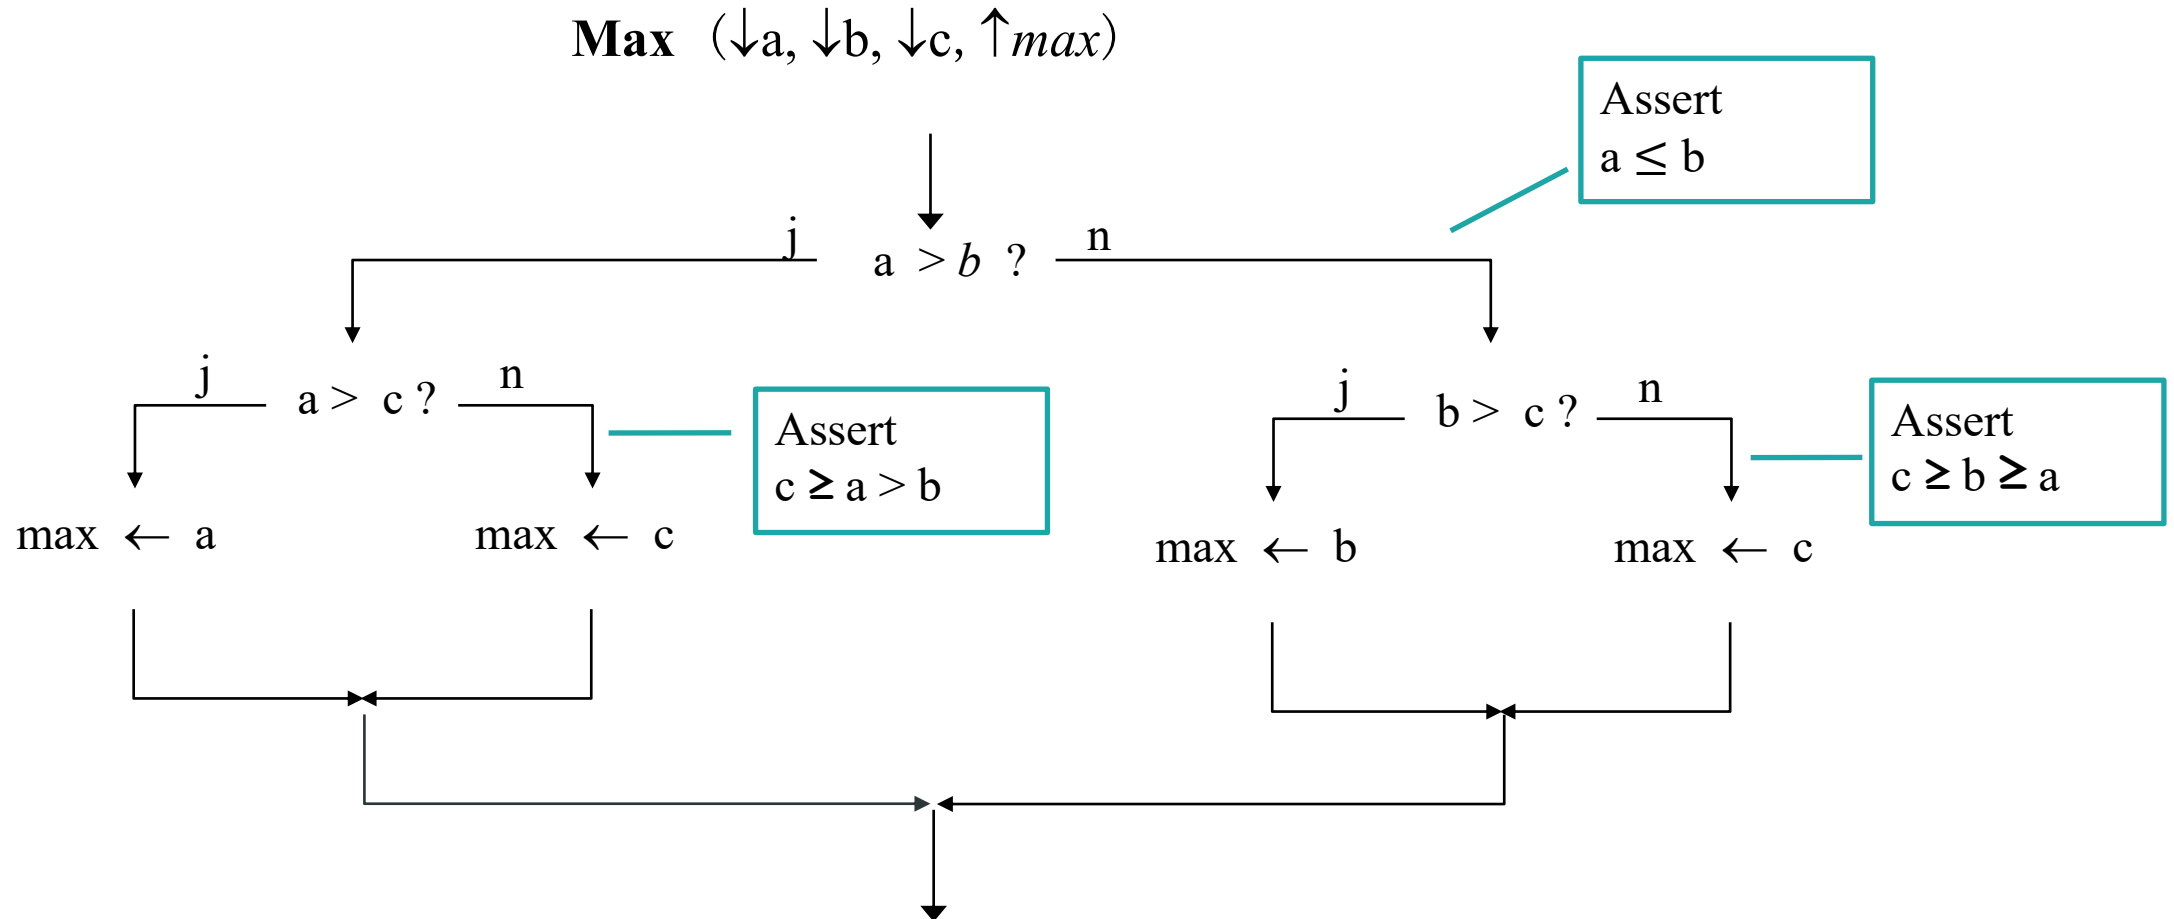 Max (↓a, ↓b, ↓c, ↑max)
Assert
a ≤ b
j
a > b ?
n
j
a > c ?
n
Assert
c ≥ a > b
j
b > c ?
n
Assert
c ≥ b ≥ a
max ← a
max ← c
max ← b
max ← c